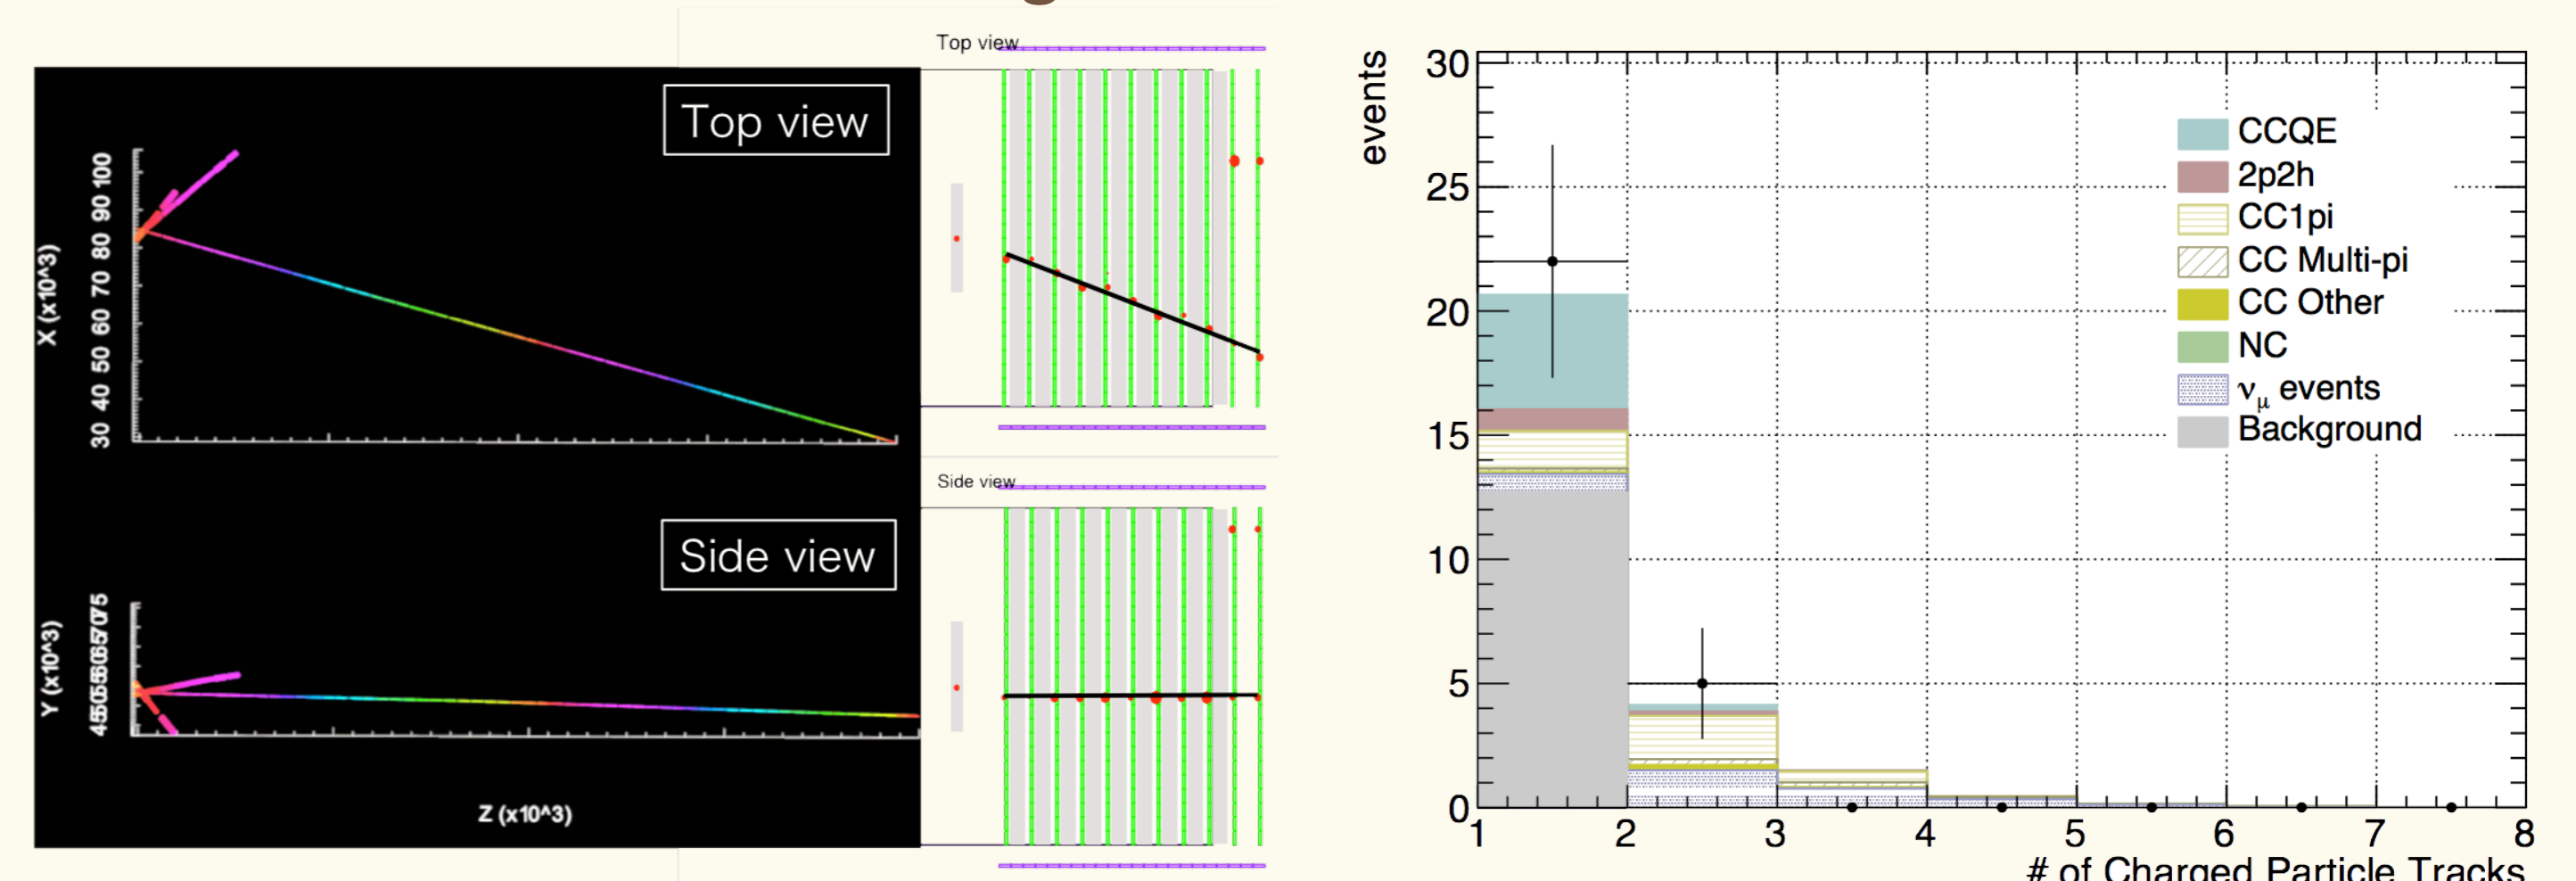 Top view
Top view
X (x10^3)
30 40 50 60 70 80 90 100
Side view
Side view
Y (x10^3)
Z (x10^3)
events
30
25
20
15
10
5
0
1 2 3 4 5 6 7 8
# of Charged Particle Tracks
CCQE
2p2h
CC1pi
CC Multi-pi
CC Other
NC
νμ events
Background